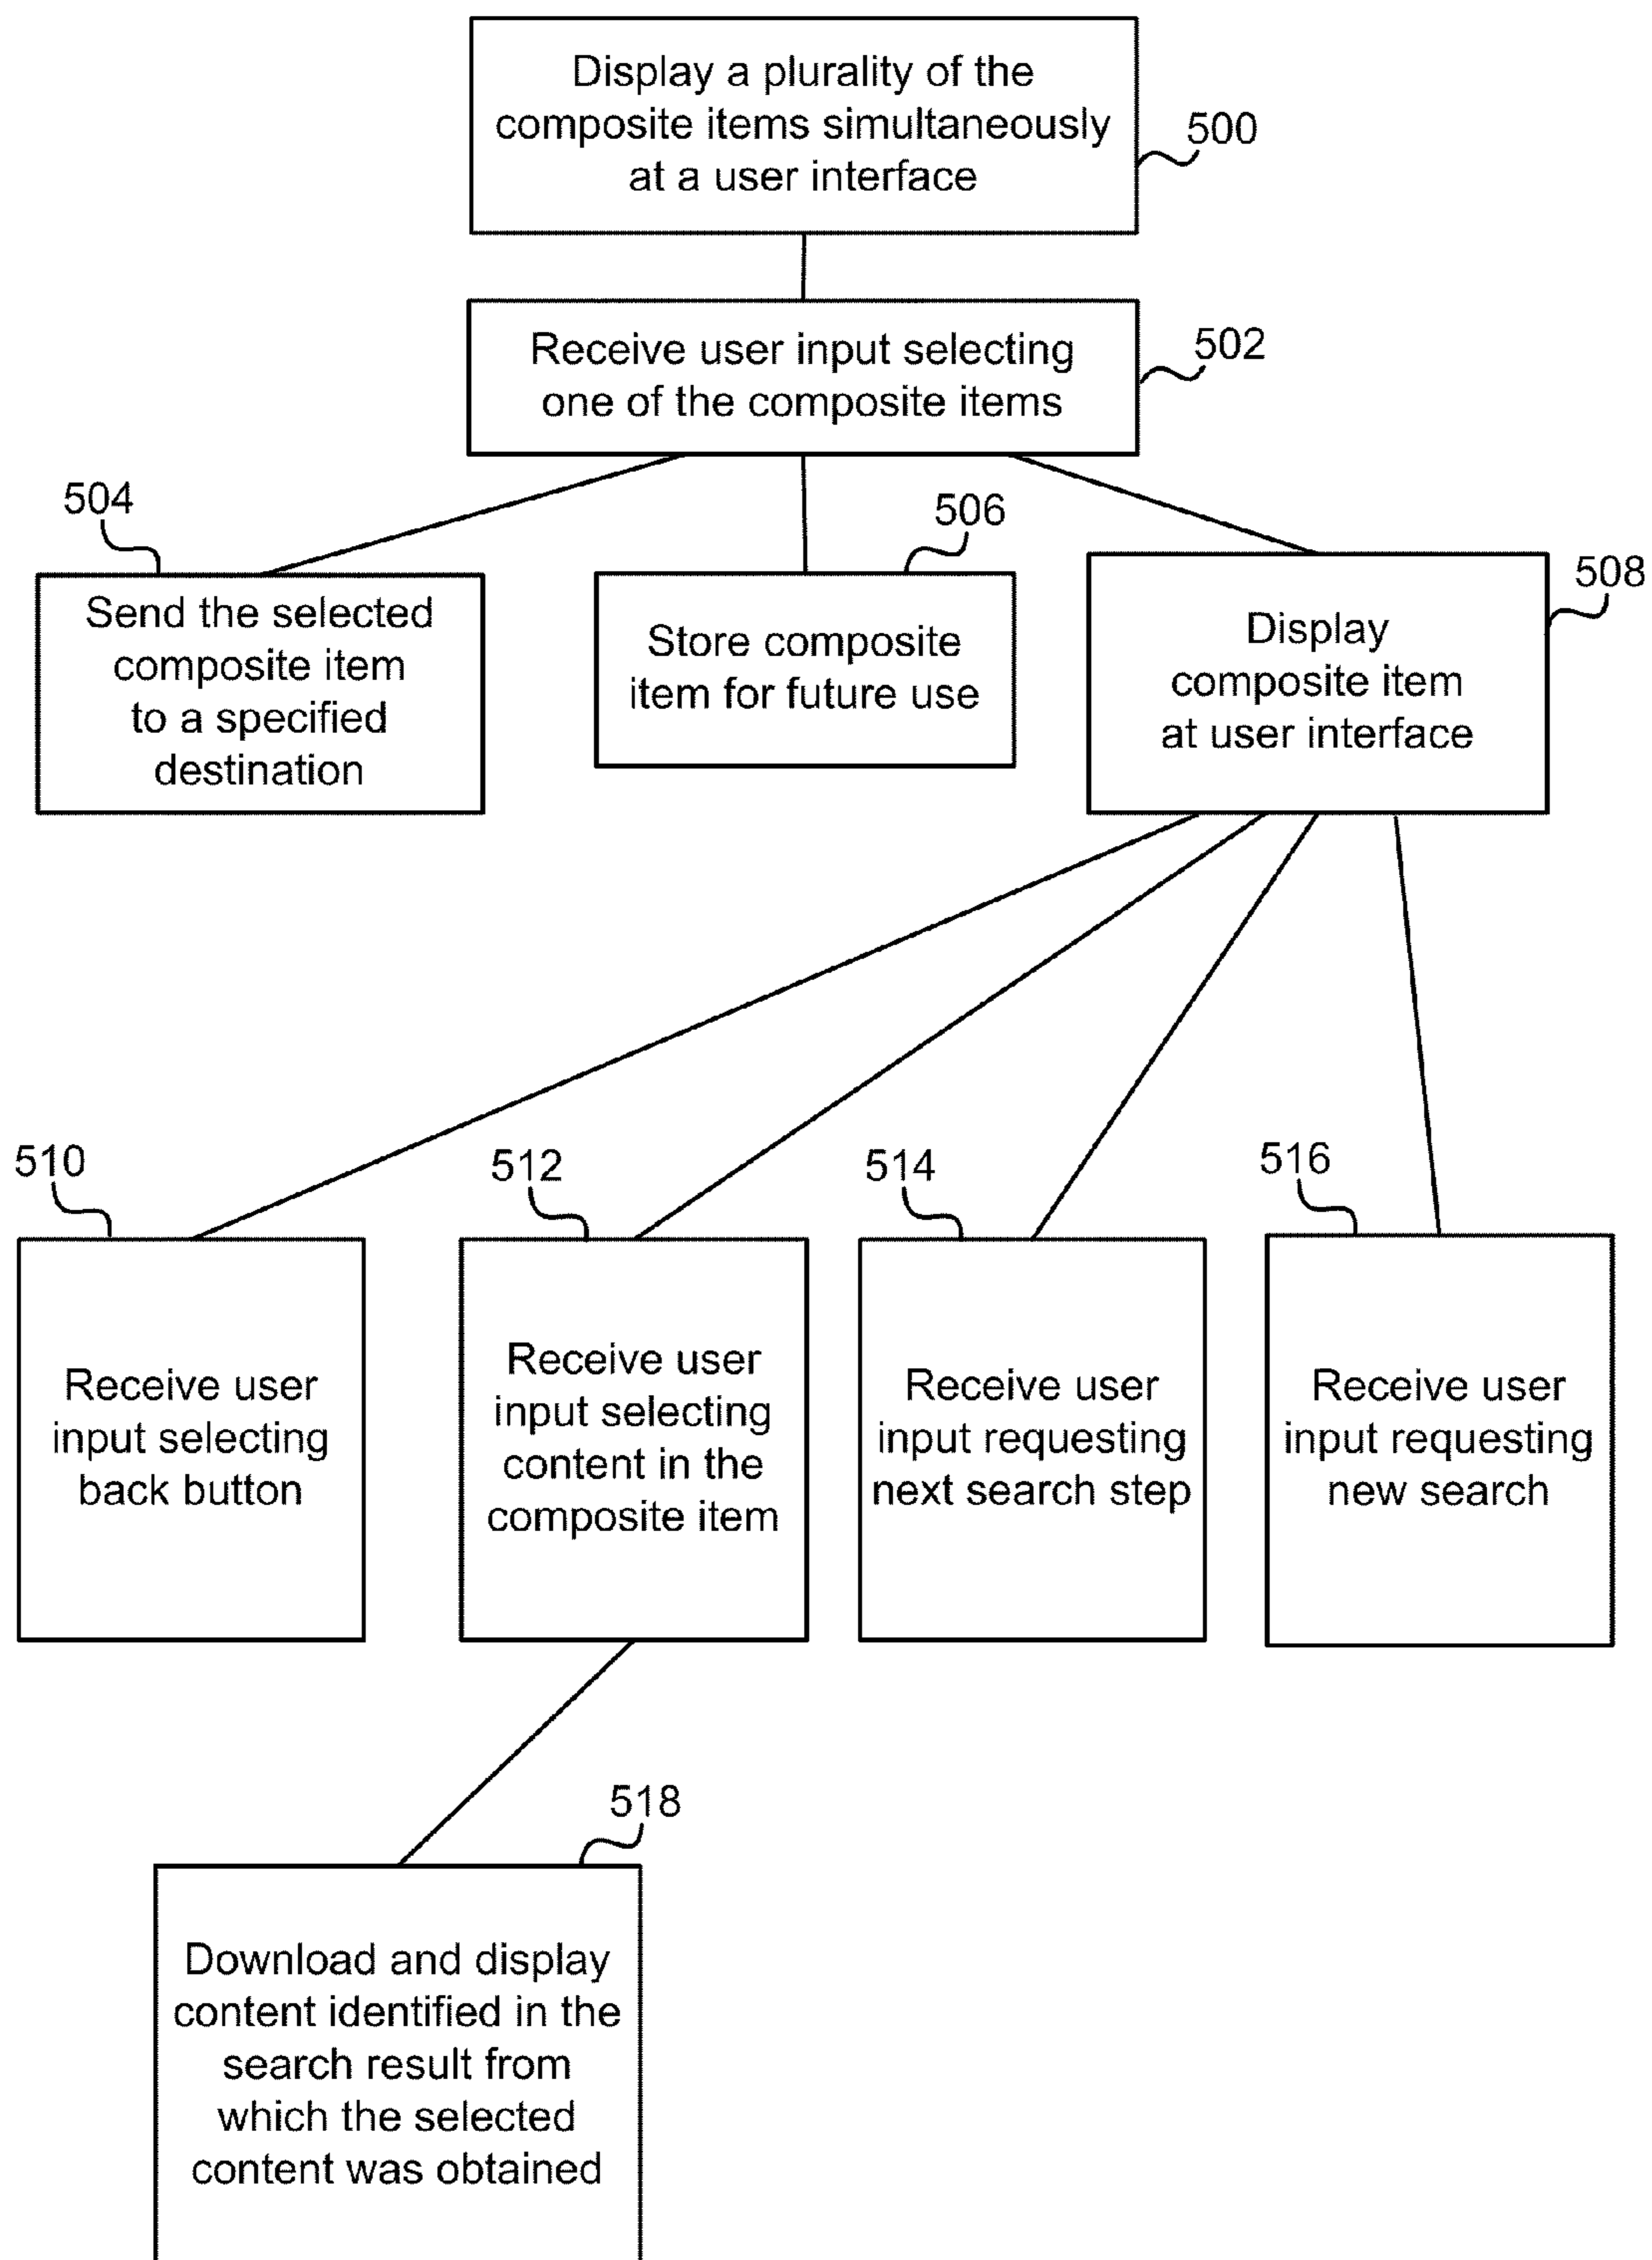 Display a plurality of the
composite items simultaneously
at a user interface
500
Receive user input selecting
one of the composite items
502
504
Send the selected
composite item
to a specified
destination
506
Store composite
item for future use
508
Display
composite item
at user interface
510
Receive user
input selecting
back button
512
Receive user
input selecting
content in the
composite item
514
Receive user
input requesting
next search step
516
Receive user
input requesting
new search
518
Download and display
content identified in the
search result from
which the selected
content was obtained